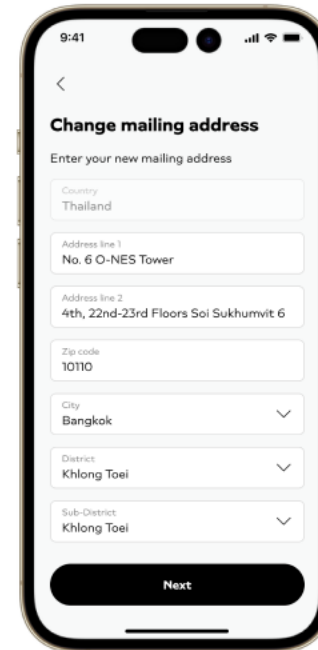 9:41
Change mailing address
Enter your new mailing address
Country
Thailand
Address line 1
No. 6 O-NES Tower
Address line 2
4th, 22nd-23rd Floors Soi Sukhumvit 6
Zip code
10110
City
Bangkok
District
Khlong Toei
Sub-District
Khlong Toei
Next